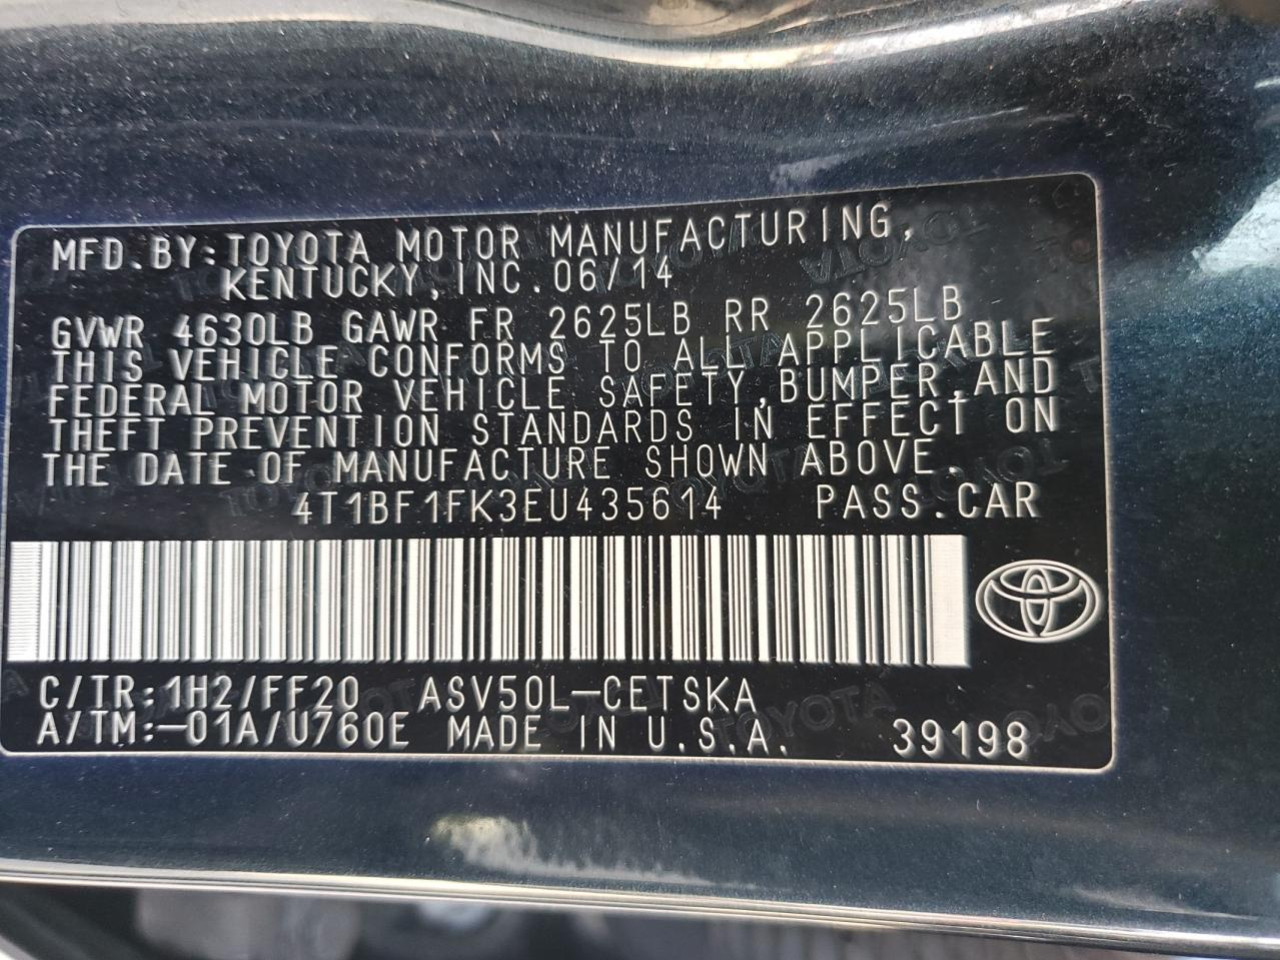 MFD.BY:TOYOTA MOTOR MANUFACTURING,
KENTUCKY, INC. 06/14
GVWR 4630LB GAWR FR 2625LB RR 2625LB
THIS VEHICLE CONFORMS TO ALL APPLICABLE
FEDERAL MOTOR VEHICLE SAFETY,BUMPER,AND
THEFT PREVENTION STANDARDS IN EFFECT ON
THE DATE OF MANUFACTURE SHOWN ABOVE.
4T1BF1FK3EU435614 PASS.CAR
C/TR:1H2/FF20 ASV50L-CETSKA
A/TM:-01A/U760E MADE IN U.S.A. 39198